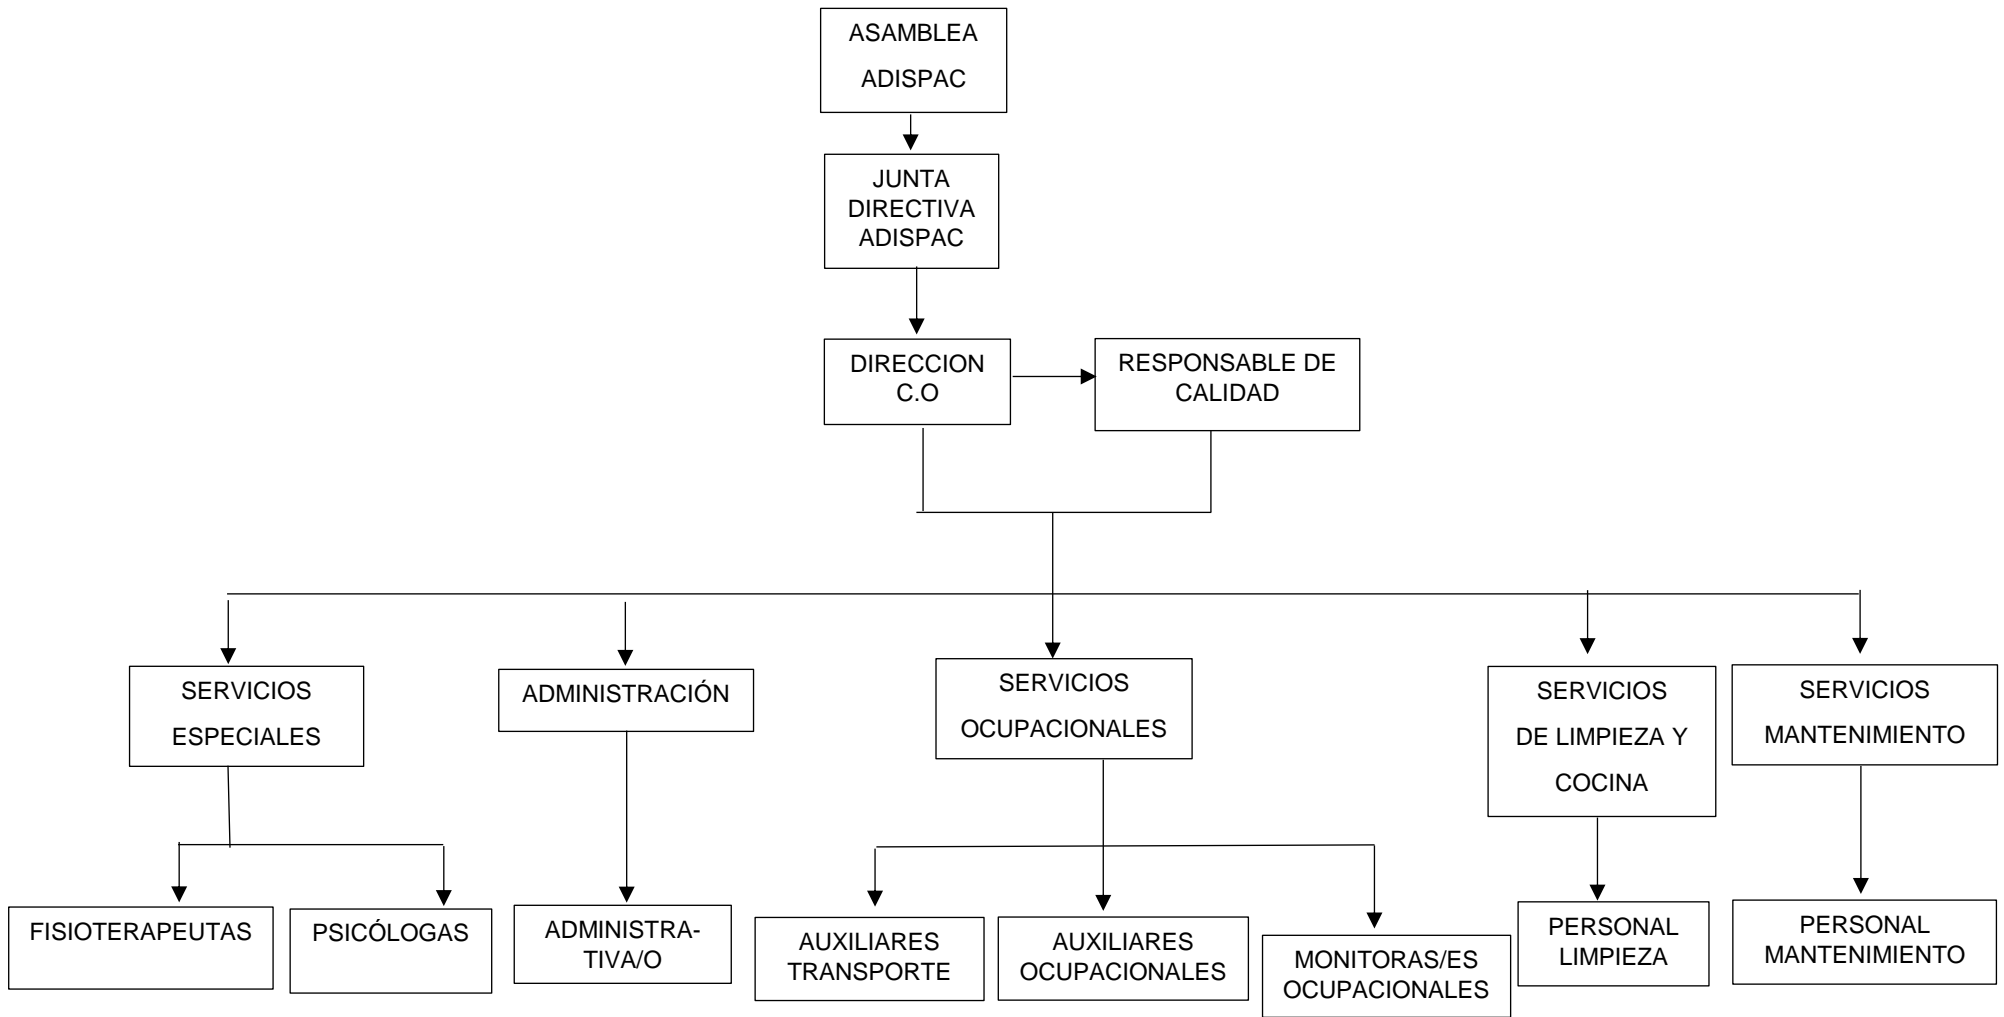 ASAMBLEA
ADISPAC
JUNTA
DIRECTIVA
ADISPAC
DIRECCION
C.O
RESPONSABLE DE
CALIDAD
SERVICIOS
ESPECIALES
ADMINISTRACIÓN
SERVICIOS
OCUPACIONALES
SERVICIOS
DE LIMPIEZA Y
COCINA
SERVICIOS
MANTENIMIENTO
FISIOTERAPEUTAS
PSICÓLOGAS
ADMINISTRA-
TIVA/O
AUXILIARES
TRANSPORTE
AUXILIARES
OCUPACIONALES
MONITORAS/ES
OCUPACIONALES
PERSONAL
LIMPIEZA
PERSONAL
MANTENIMIENTO